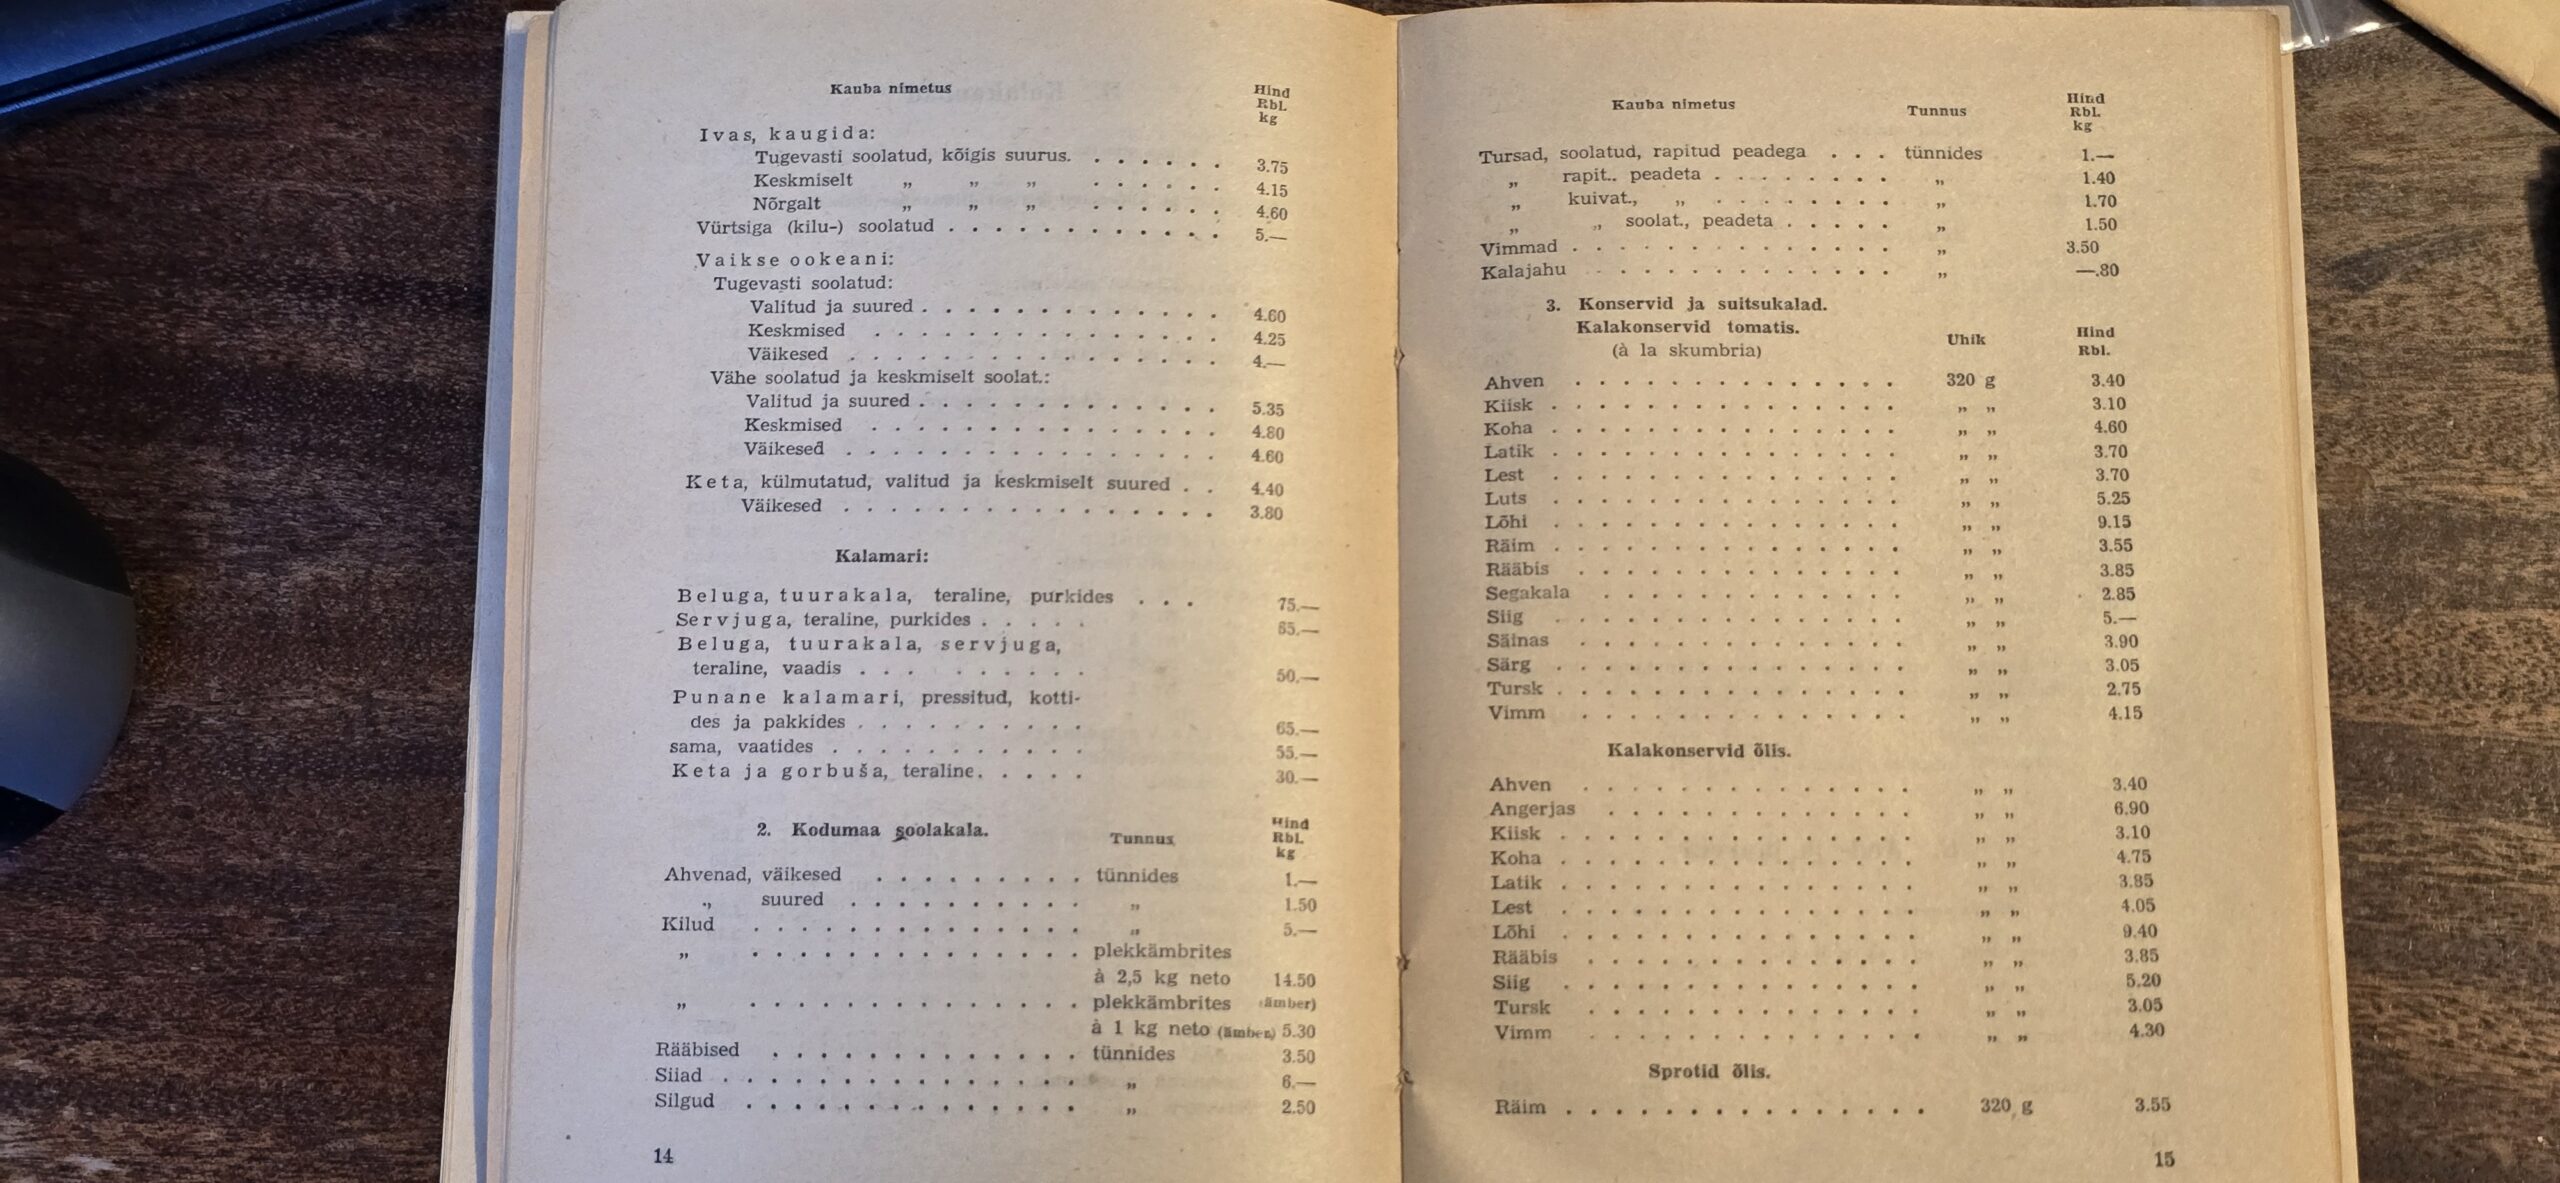 Kauba nimetus Hind
Rbl.
kg
Ivas, kaugida:
Tugevasti soolatud, kõigis suurus. . . . . . . 3.75
Keskmiselt „ „ „ . . . . . . 4.15
Nõrgalt „ „ „ . . . . . . 4.60
Vürtsiga (kilu-) soolatud . . . . . . . . . . . . 5.—
Vaikse ookeani:
Tugevasti soolatud:
Valitud ja suured . . . . . . . . . . . . . 4.60
Keskmised . . . . . . . . . . . . . . . 4.25
Väikesed . . . . . . . . . . . . . . . . 4.—
Vähe soolatud ja keskmiselt soolat.:
Valitud ja suured . . . . . . . . . . . . . 5.35
Keskmised . . . . . . . . . . . . . . . 4.80
Väikesed . . . . . . . . . . . . . . . . 4.60
Keta, külmutatud, valitud ja keskmiselt suured . . 4.40
Väikesed . . . . . . . . . . . . . . . . 3.80
Kalamari:
Beluga, tuurakala, teraline, purkides . . . 75.—
Servjuga, teraline, purkides . . . . . 65.—
Beluga, tuurakala, servjuga,
teraline, vaadis . . . . . . . . . 50.—
Punane kalamari, pressitud, kotti-
des ja pakkides . . . . . . . . . . 65.—
sama, vaatides . . . . . . . . . . . 55.—
Keta ja gorbuša, teraline. . . . . 30.—
2. Kodumaa soolakala. Tunnus Hind
Rbl.
kg
Ahvenad, väikesed . . . . . . . . . tünnides 1.—
„ suured . . . . . . . . . . „ 1.50
Kilud . . . . . . . . . . . . . . „ 5.—
„ . . . . . . . . . . . . . . plekkämbrites
à 2,5 kg neto 14.50
„ . . . . . . . . . . . . . . plekkämbrites (ämber)
à 1 kg neto (ämber) 5.30
Rääbised . . . . . . . . . . . . . tünnides 3.50
Siiad . . . . . . . . . . . . . . . „ 6.—
Silgud . . . . . . . . . . . . . . „ 2.50
14
Kauba nimetus Tunnus Hind
Rbl.
kg
Tursad, soolatud, rapitud peadega . . . tünnides 1.—
„ rapit.. peadeta . . . . . . . . „ 1.40
„ kuivat., „ . . . . . . . . „ 1.70
„ „ soolat., peadeta . . . . . „ 1.50
Vimmad . . . . . . . . . . . . . . „ 3.50
Kalajahu . . . . . . . . . . . . . „ —.80
3. Konservid ja suitsukalad.
Kalakonservid tomatis. Uhik Hind
(à la skumbria) Rbl.
Ahven . . . . . . . . . . . . . . 320 g 3.40
Kiisk . . . . . . . . . . . . . . . „ „ 3.10
Koha . . . . . . . . . . . . . . . „ „ 4.60
Latik . . . . . . . . . . . . . . . „ „ 3.70
Lest . . . . . . . . . . . . . . . „ „ 3.70
Luts . . . . . . . . . . . . . . . „ „ 5.25
Lõhi . . . . . . . . . . . . . . . „ „ 9.15
Räim . . . . . . . . . . . . . . . „ „ 3.55
Rääbis . . . . . . . . . . . . . . „ „ 3.85
Segakala . . . . . . . . . . . . . „ „ 2.85
Siig . . . . . . . . . . . . . . . „ „ 5.—
Säinas . . . . . . . . . . . . . . „ „ 3.90
Särg . . . . . . . . . . . . . . . „ „ 3.05
Tursk . . . . . . . . . . . . . . . „ „ 2.75
Vimm . . . . . . . . . . . . . . „ „ 4.15
Kalakonservid õlis.
Ahven . . . . . . . . . . . . . . „ „ 3.40
Angerjas . . . . . . . . . . . . . „ „ 6.90
Kiisk . . . . . . . . . . . . . . . „ „ 3.10
Koha . . . . . . . . . . . . . . . „ „ 4.75
Latik . . . . . . . . . . . . . . . „ „ 3.85
Lest . . . . . . . . . . . . . . . „ „ 4.05
Lõhi . . . . . . . . . . . . . . . „ „ 9.40
Rääbis . . . . . . . . . . . . . . „ „ 3.85
Siig . . . . . . . . . . . . . . . „ „ 5.20
Tursk . . . . . . . . . . . . . . „ „ 3.05
Vimm . . . . . . . . . . . . . . „ „ 4.30
Sprotid õlis.
Räim . . . . . . . . . . . . . . . 320 g 3.55
15